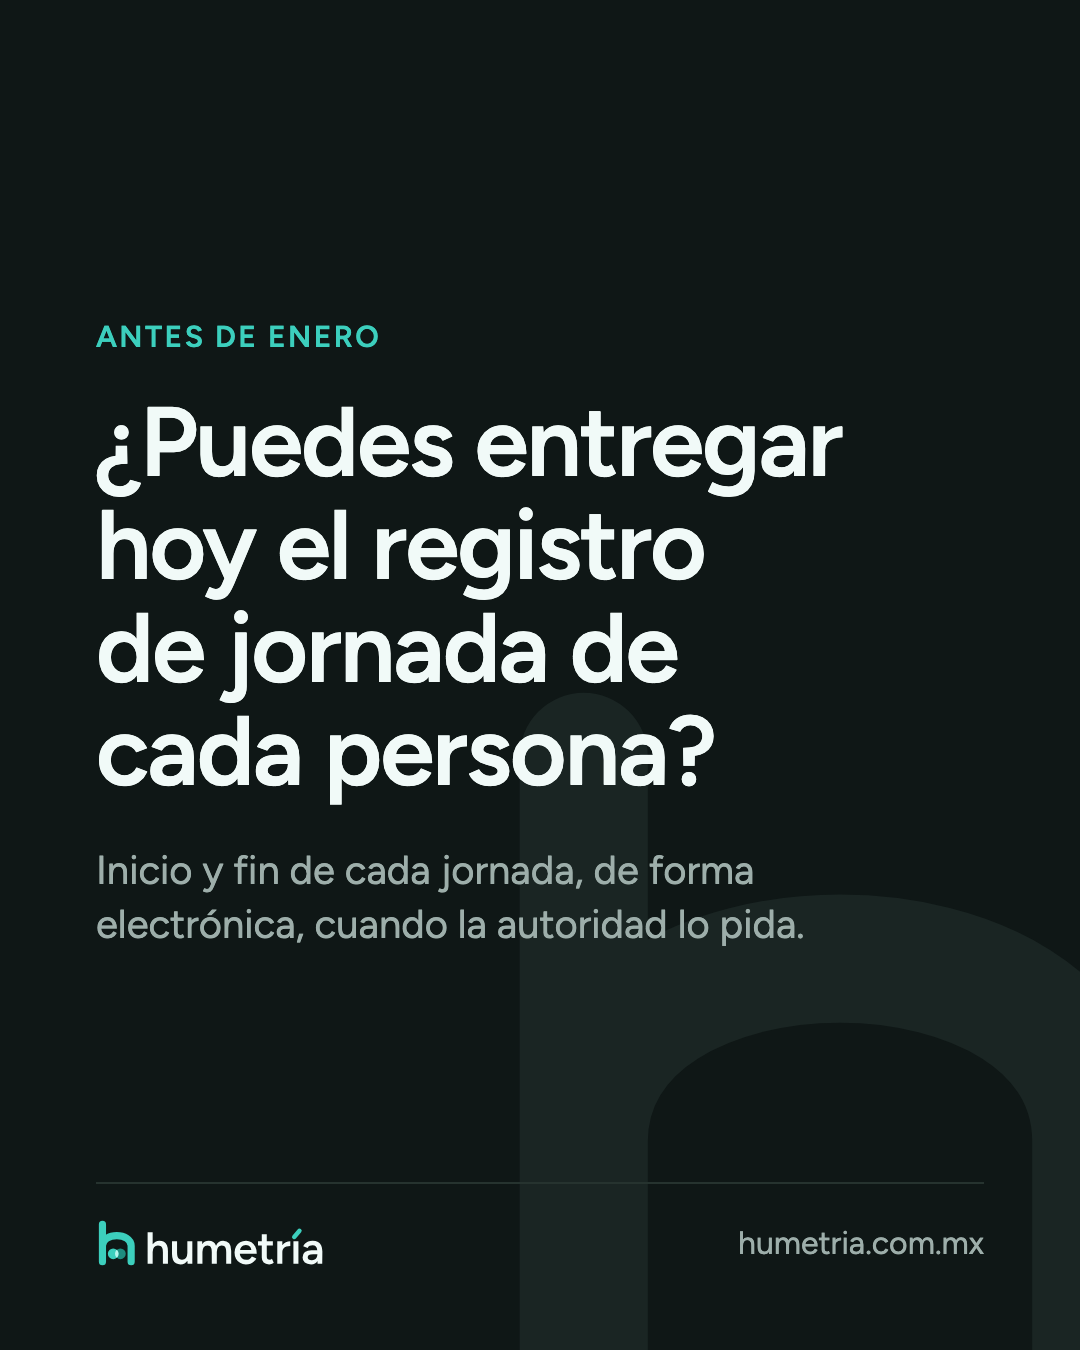 ANTES DE ENERO
¿Puedes entregar
hoy el registro
de jornada de
cada persona?
Inicio y fin de cada jornada, de forma
electrónica, cuando la autoridad lo pida.
humetría
humetria.com.mx